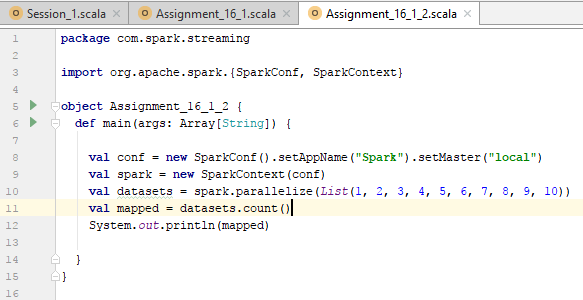 Session_1.scala Assignment_16_1.scala Assignment_16_1_2.scala
1 package com.spark.streaming
2
3 import org.apache.spark.{SparkConf, SparkContext}
4
5 object Assignment_16_1_2 {
6 def main(args: Array[String]) {
7
8 val conf = new SparkConf().setAppName("Spark").setMaster("local")
9 val spark = new SparkContext(conf)
10 val datasets = spark.parallelize(List(1, 2, 3, 4, 5, 6, 7, 8, 9, 10))
11 val mapped = datasets.count()
12 System.out.println(mapped)
13
14 }
15 }
16